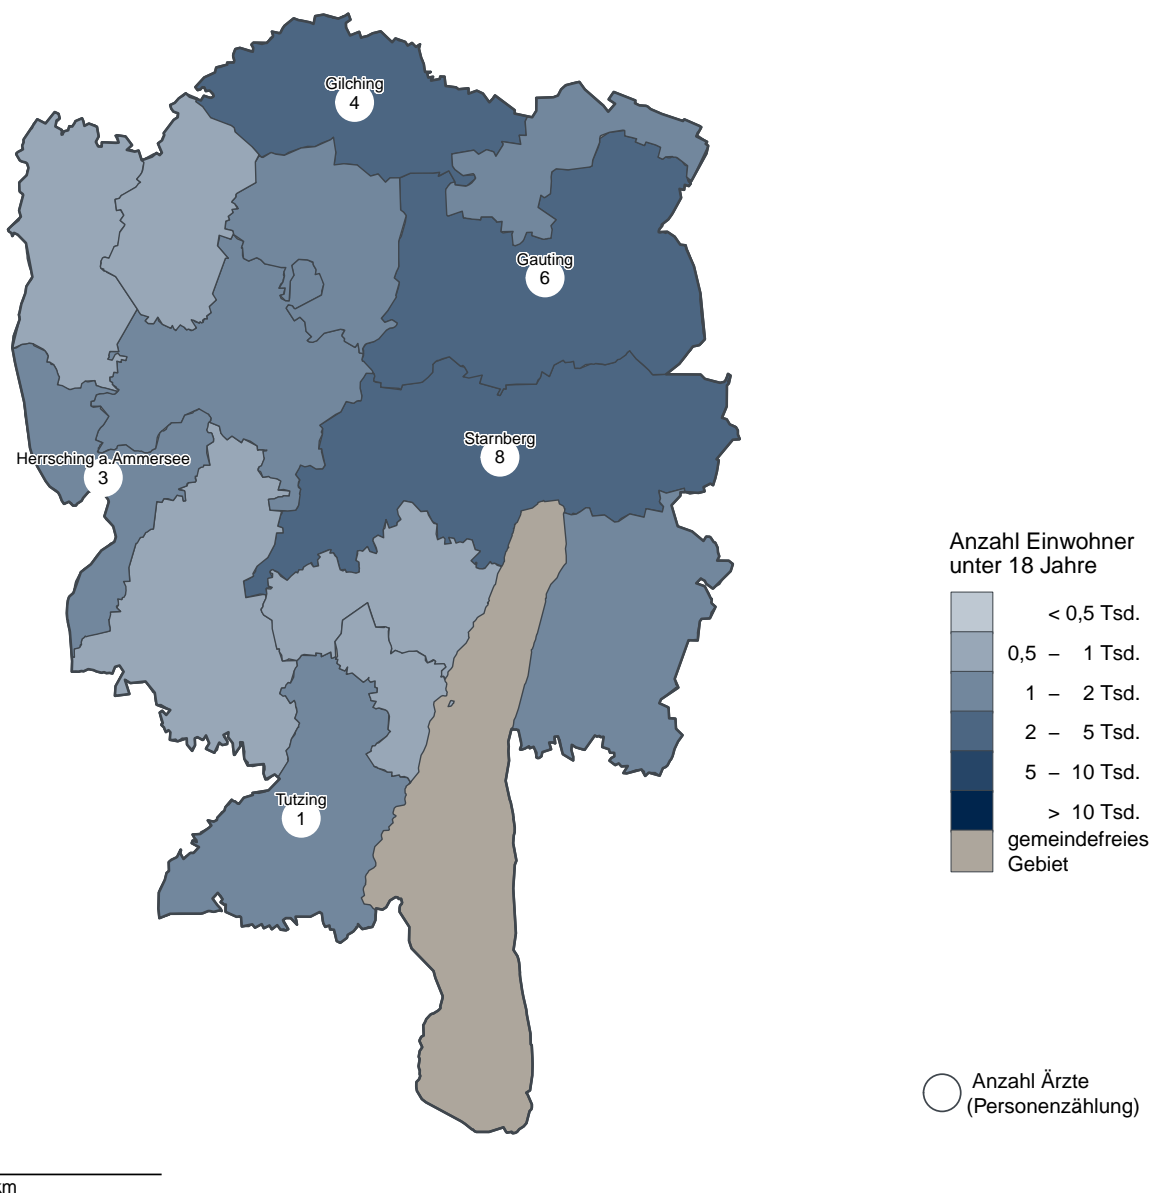 Gilching
4
Gauting
6
Starnberg
8
Herrsching a.Ammersee
3
Tutzing
1
Anzahl Einwohner
unter 18 Jahre
< 0,5 Tsd.
0,5 – 1 Tsd.
1 – 2 Tsd.
2 – 5 Tsd.
5 – 10 Tsd.
> 10 Tsd.
gemeindefreies
Gebiet
Anzahl Ärzte
(Personenzählung)
km